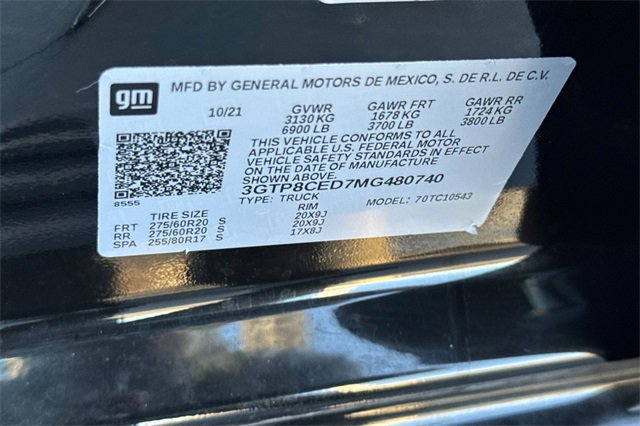 gm
MFD BY GENERAL MOTORS DE MEXICO, S. DE R.L. DE C.V.
10/21 GVWR GAWR FRT GAWR RR
3130 KG 1678 KG 1724 KG
6900 LB 3700 LB 3800 LB
THIS VEHICLE CONFORMS TO ALL
APPLICABLE U.S. FEDERAL MOTOR
VEHICLE SAFETY STANDARDS IN EFFECT
ON THE DATE OF MANUFACTURE
SHOWN ABOVE.
3GTP8CED7MG480740
8555 TYPE: TRUCK MODEL: 70TC10543
TIRE SIZE RIM
FRT 275/60R20 S 20X9J
RR 275/60R20 S 20X9J
SPA 255/80R17 S 17X8J